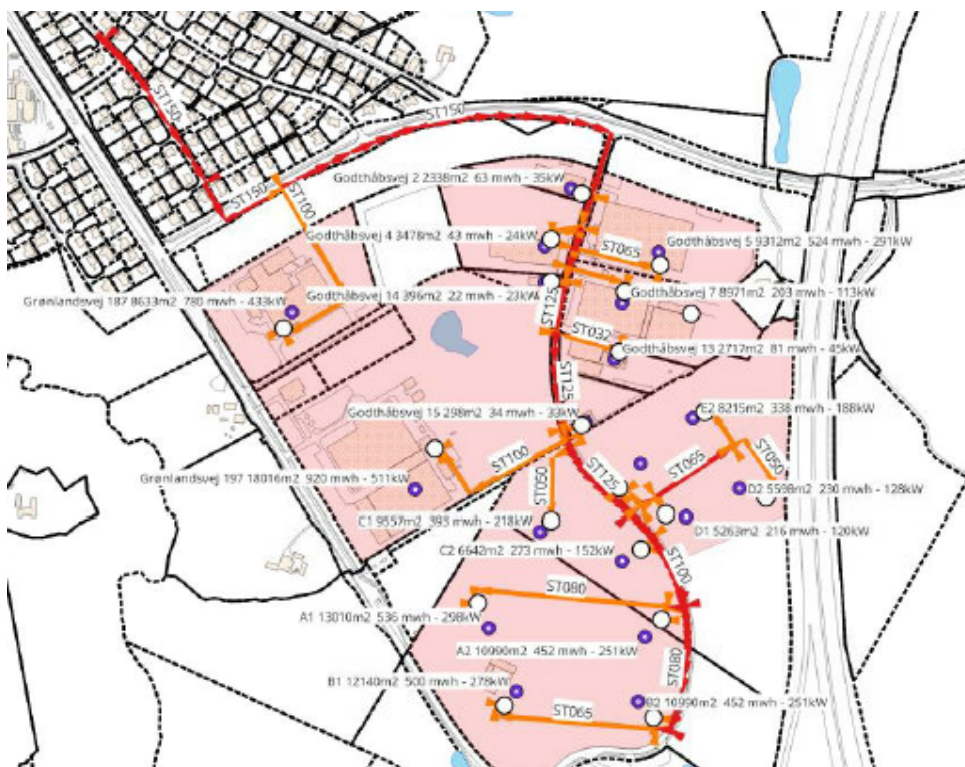 ST150
ST150
ST150
ST100
Godthåbsvej 2 2338m2 63 mwh - 35kW
Godthåbsvej 4 3478m2 43 mwh - 24kW
ST065
Godthåbsvej 5 9312m2 524 mwh - 291kW
Grønlandsvej 187 8633m2 780 mwh - 433kW
Godthåbsvej 14 396m2 22 mwh - 23kW
ST125
Godthåbsvej 7 8971m2 203 mwh - 113kW
ST032
Godthåbsvej 13 2717m2 81 mwh - 45kW
ST125
Godthåbsvej 15 298m2 34 mwh - 33kW
E2 8215m2 338 mwh - 188kW
ST100
ST050
ST125
ST065
ST050
Grønlandsvej 197 18016m2 920 mwh - 511kW
D2 5598m2 230 mwh - 128kW
C1 9557m2 393 mwh - 218kW
D1 5263m2 216 mwh - 120kW
C2 6642m2 273 mwh - 152kW
ST100
ST080
A1 13010m2 536 mwh - 298kW
A2 10990m2 452 mwh - 251kW
ST080
B1 12140m2 500 mwh - 278kW
B2 10990m2 452 mwh - 251kW
ST065